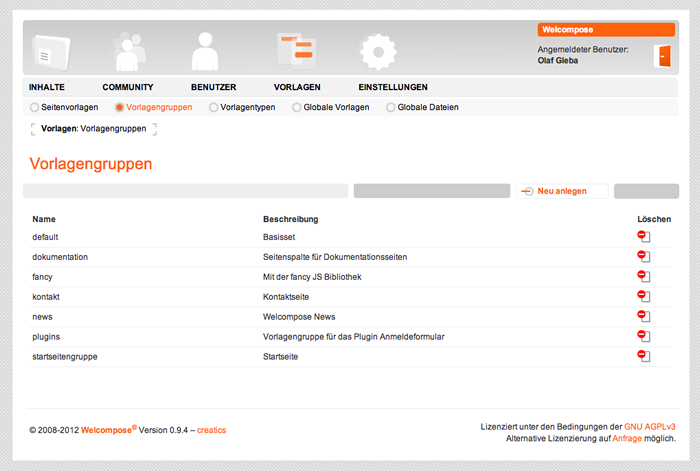 Welcompose
Angemeldeter Benutzer:
Olaf Gleba
INHALTE COMMUNITY BENUTZER VORLAGEN EINSTELLUNGEN
Seitenvorlagen Vorlagengruppen Vorlagentypen Globale Vorlagen Globale Dateien
Vorlagen: Vorlagengruppen
Vorlagengruppen
Neu anlegen
Name Beschreibung Löschen
default Basisset
dokumentation Seitenspalte für Dokumentationsseiten
fancy Mit der fancy JS Bibliothek
kontakt Kontaktseite
news Welcompose News
plugins Vorlagengruppe für das Plugin Anmeldeformular
startseitengruppe Startseite
© 2008-2012 Welcompose® Version 0.9.4 – creatics
Lizenziert unter den Bedingungen der GNU AGPLv3
Alternative Lizenzierung auf Anfrage möglich.